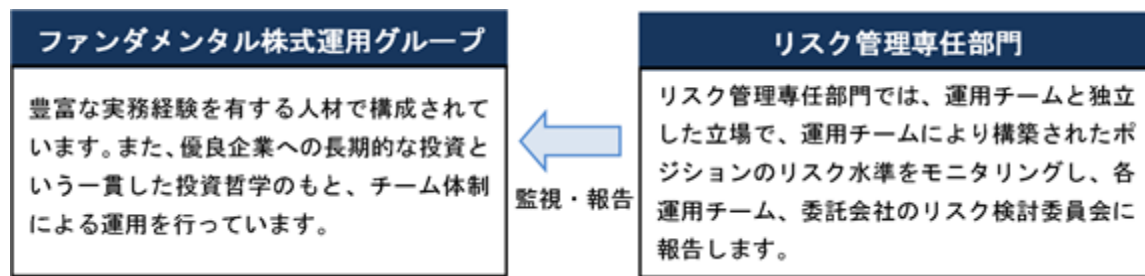 ファンダメンタル株式運用グループ
豊富な実務経験を有する人材で構成されて
います。また、優良企業への長期的な投資と
いう一貫した投資哲学のもと、チーム体制
による運用を行っています。
監視・報告
リスク管理専任部門
リスク管理専任部門では、運用チームと独立
した立場で、運用チームにより構築されたポ
ジションのリスク水準をモニタリングし、各
運用チーム、委託会社のリスク検討委員会に
報告します。